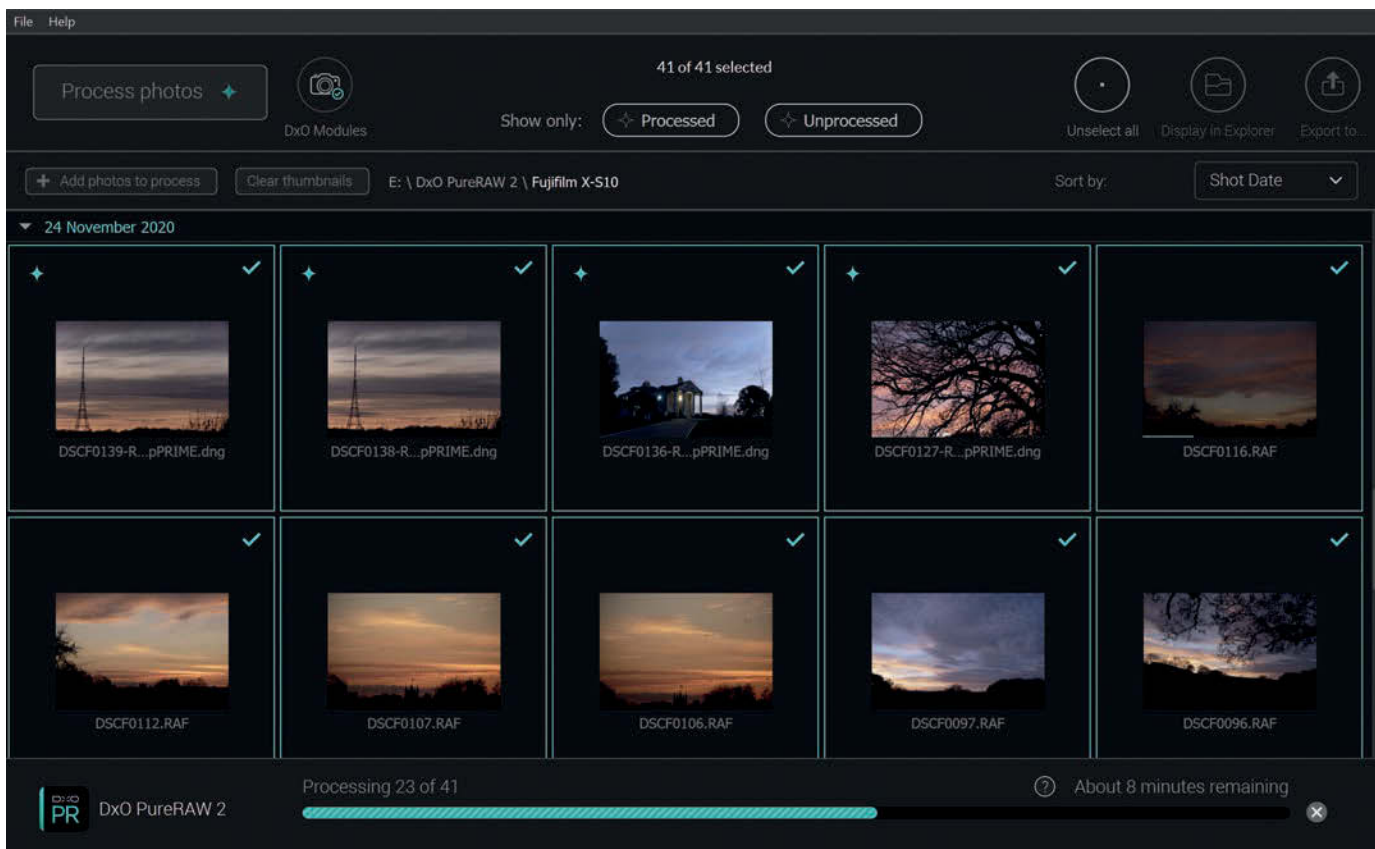 File Help
Process photos
DxO Modules
41 of 41 selected
Show only: Processed Unprocessed
Unselect all Display in Explorer Export to...
+ Add photos to process Clear thumbnails E: \ DxO PureRAW 2 \ Fujifilm X-S10 Sort by: Shot Date
24 November 2020
DSCF0139-R...pPRIME.dng DSCF0138-R...pPRIME.dng DSCF0136-R...pPRIME.dng DSCF0127-R...pPRIME.dng DSCF0116.RAF
DSCF0112.RAF DSCF0107.RAF DSCF0106.RAF DSCF0097.RAF DSCF0096.RAF
Processing 23 of 41 ? About 8 minutes remaining
DxO PR DxO PureRAW 2